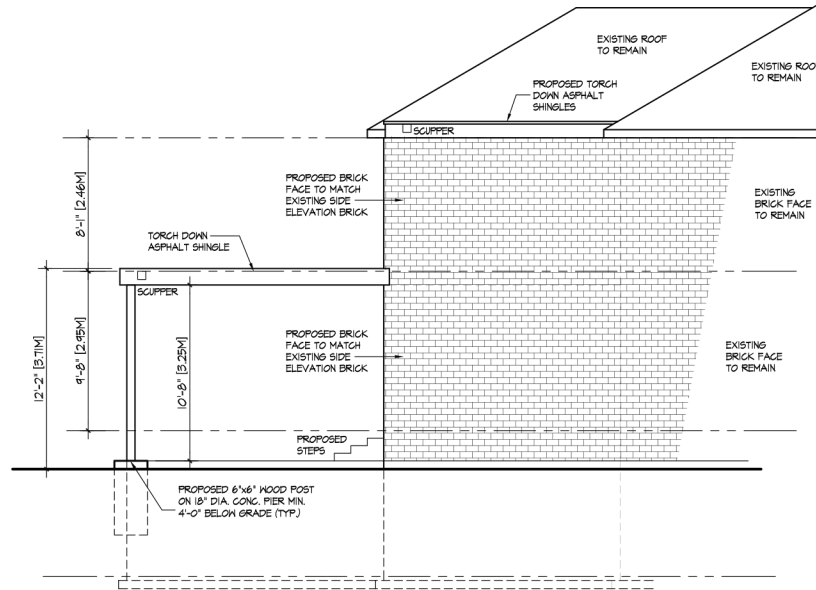 EXISTING ROOF
TO REMAIN
EXISTING ROO
TO REMAIN
PROPOSED TORCH
DOWN ASPHALT
SHINGLES
SCUPPER
8'-1" [2.46M]
PROPOSED BRICK
FACE TO MATCH
EXISTING SIDE
ELEVATION BRICK
EXISTING
BRICK FACE
TO REMAIN
TORCH DOWN
ASPHALT SHINGLE
SCUPPER
12'-2" [3.71M]
9'-8" [2.95M]
10'-8" [3.25M]
PROPOSED BRICK
FACE TO MATCH
EXISTING SIDE
ELEVATION BRICK
EXISTING
BRICK FACE
TO REMAIN
PROPOSED
STEPS
PROPOSED 6"x6" WOOD POST
ON 18" DIA. CONC. PIER MIN.
4'-0" BELOW GRADE (TYP.)